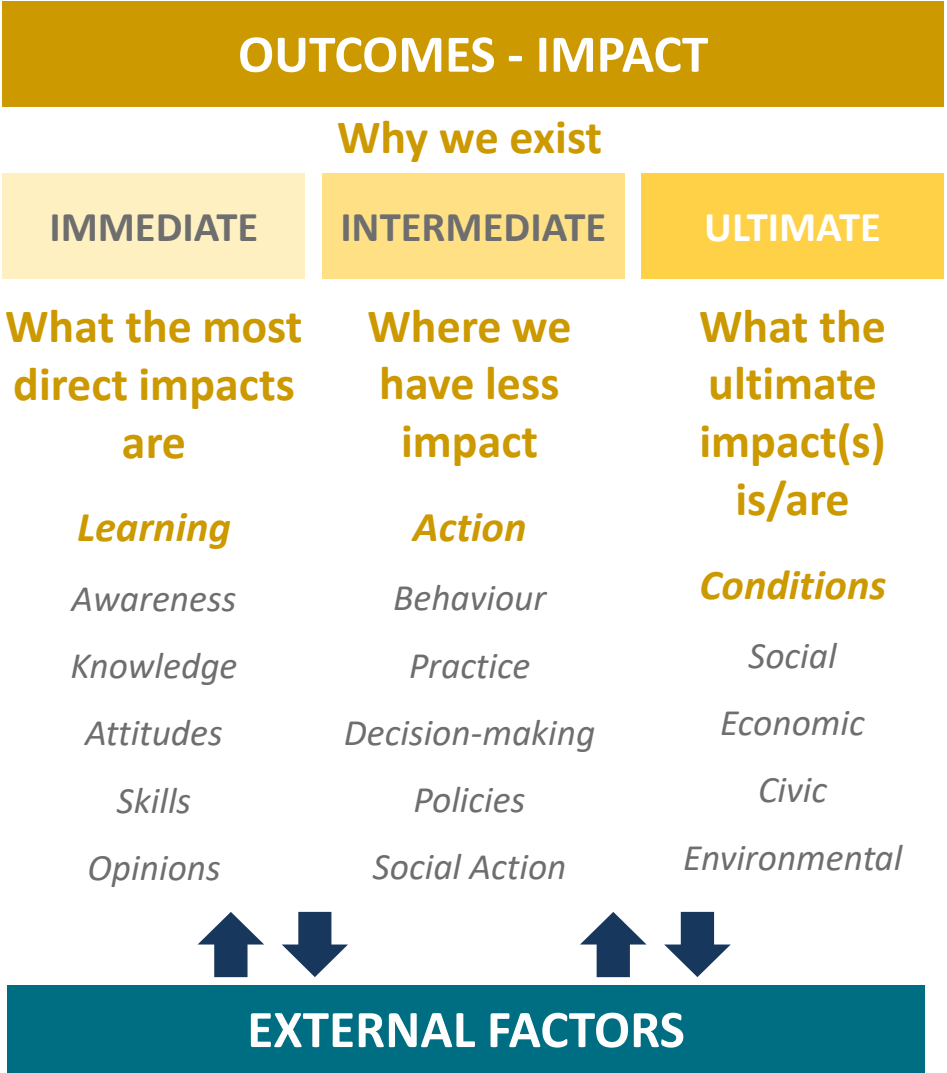 OUTCOMES - IMPACT
Why we exist
IMMEDIATE
INTERMEDIATE
ULTIMATE
What the most
direct impacts
are
Learning
Awareness
Knowledge
Attitudes
Skills
Opinions
Where we
have less
impact
Action
Behaviour
Practice
Decision-making
Policies
Social Action
What the
ultimate
impact(s)
is/are
Conditions
Social
Economic
Civic
Environmental
EXTERNAL FACTORS